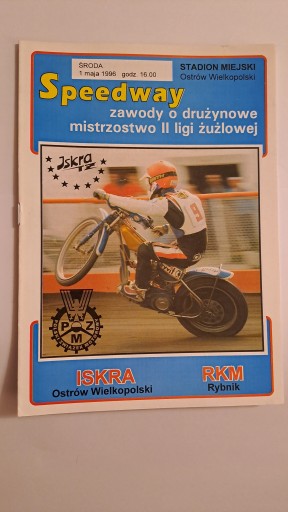 ŚRODA
1 maja 1996 godz. 16.00
STADION MIEJSKI
Ostrów Wielkopolski
Speedway
zawody o drużynowe
mistrzostwo II ligi żużlowej
Iskra
P Z
M
ISKRA
Ostrów Wielkopolski
RKM
Rybnik